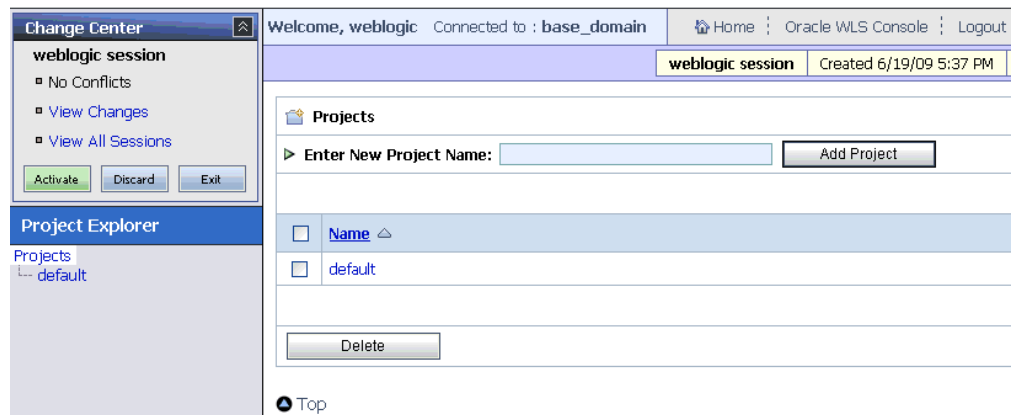 Change Center
weblogic session
No Conflicts
View Changes
View All Sessions
Activate Discard Exit
Project Explorer
Projects
default
Welcome, weblogic Connected to : base_domain Home Oracle WLS Console Logout
weblogic session Created 6/19/09 5:37 PM
Projects
Enter New Project Name: Add Project
Name
default
Delete
Top